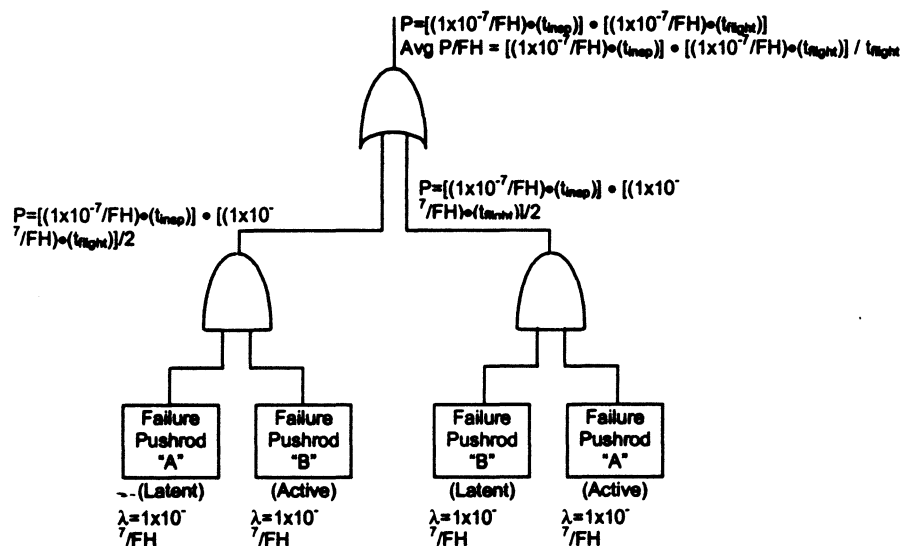 P=[(1x10⁻⁷/FH)•(t_insp)] • [(1x10⁻⁷/FH)•(t_flight)]
Avg P/FH = [(1x10⁻⁷/FH)•(t_insp)] • [(1x10⁻⁷/FH)•(t_flight)] / t_flight
P=[(1x10⁻⁷/FH)•(t_insp)] • [(1x10⁻
⁷/FH)•(t_flight)]/2
P=[(1x10⁻⁷/FH)•(t_insp)] • [(1x10⁻
⁷/FH)•(t_flight)]/2
Failure
Pushrod
"A"
(Latent)
λ=1x10⁻
⁷/FH
Failure
Pushrod
"B"
(Active)
λ=1x10⁻
⁷/FH
Failure
Pushrod
"B"
(Latent)
λ=1x10⁻
⁷/FH
Failure
Pushrod
"A"
(Active)
λ=1x10⁻
⁷/FH